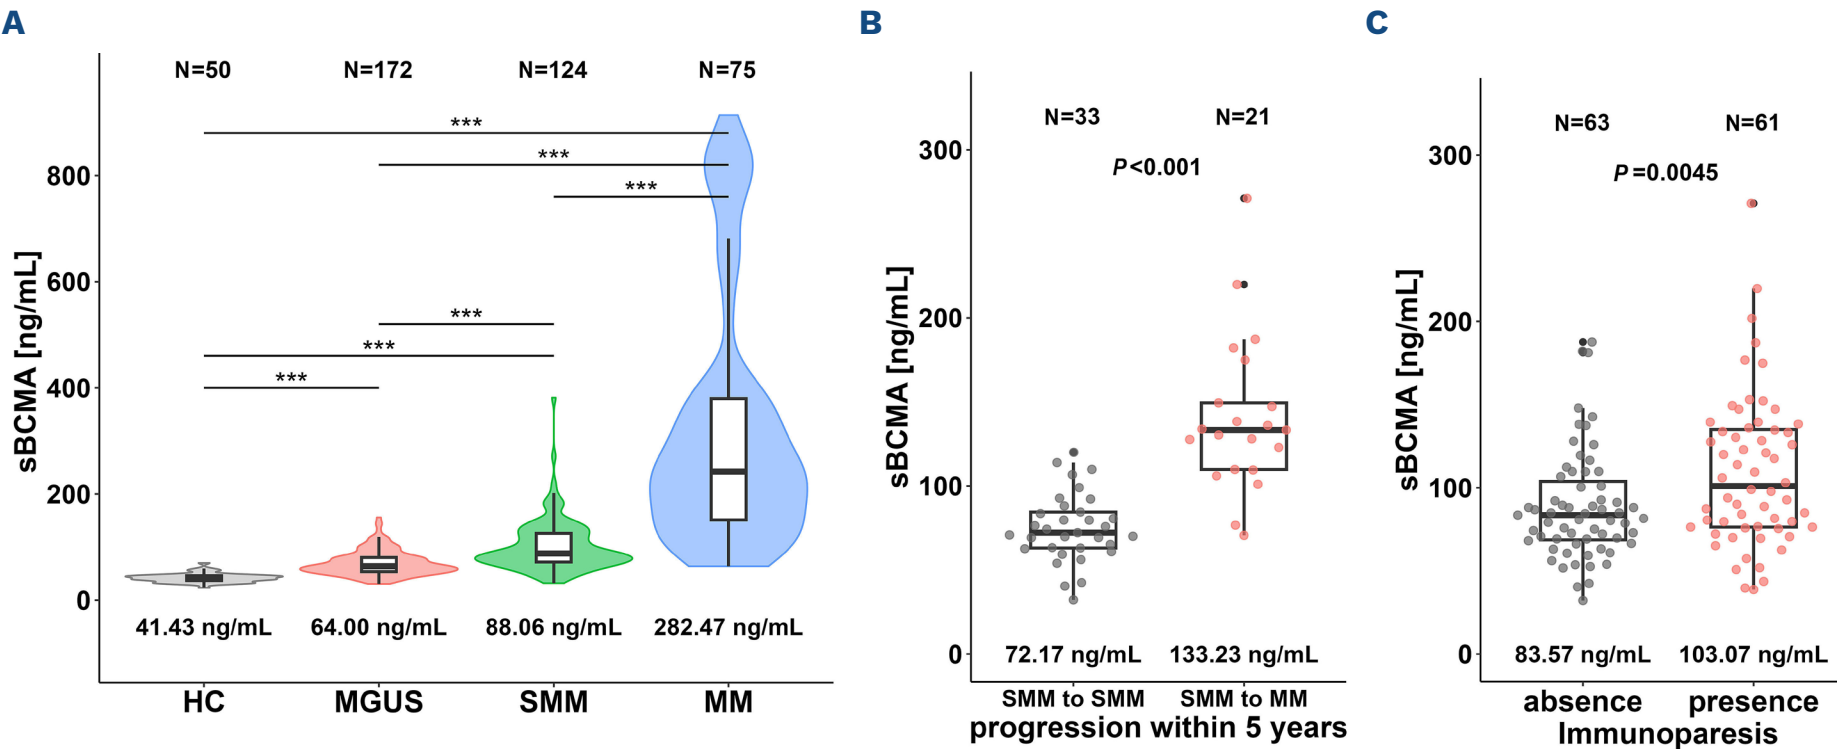 A
N=50 N=172 N=124 N=75
***
***
***
***
***
***
800
600
400
200
0
sBCMA [ng/mL]
41.43 ng/mL 64.00 ng/mL 88.06 ng/mL 282.47 ng/mL
HC MGUS SMM MM
B
N=33 N=21
P<0.001
300
200
100
0
sBCMA [ng/mL]
72.17 ng/mL 133.23 ng/mL
SMM to SMM SMM to MM
progression within 5 years
C
N=63 N=61
P=0.0045
300
200
100
0
sBCMA [ng/mL]
83.57 ng/mL 103.07 ng/mL
absence presence
Immunoparesis